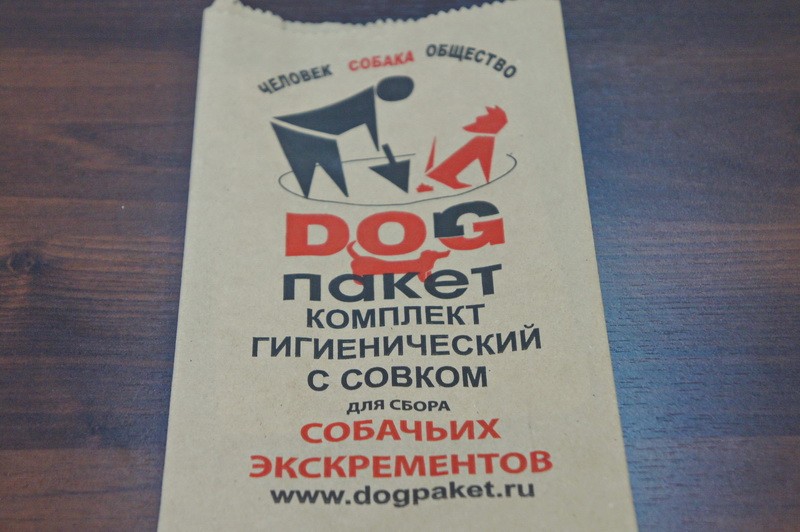 ЧЕЛОВЕК СОБАКА ОБЩЕСТВО
DOG
пакет
КОМПЛЕКТ
ГИГИЕНИЧЕСКИЙ
С СОВКОМ
ДЛЯ СБОРА
СОБАЧЬИХ
ЭКСКРЕМЕНТОВ
www.dogpaket.ru